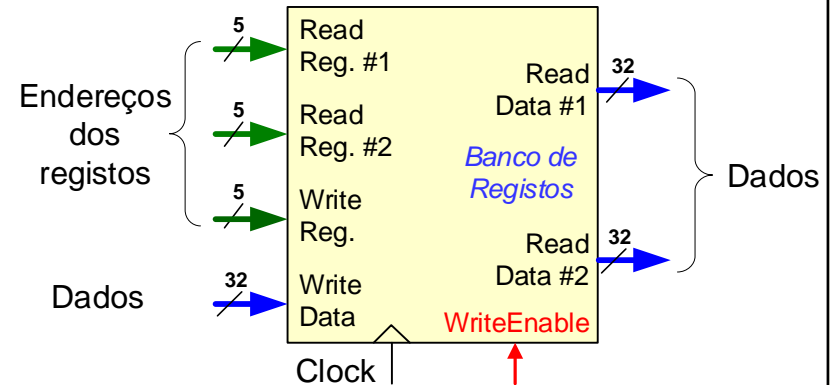 5
Read
Reg. #1
Endereços
dos
registos
5
Read
Reg. #2
5
Write
Reg.
Dados
32
Write
Data
Clock
Banco de
Registos
WriteEnable
Read
Data #1
32
Read
Data #2
32
Dados